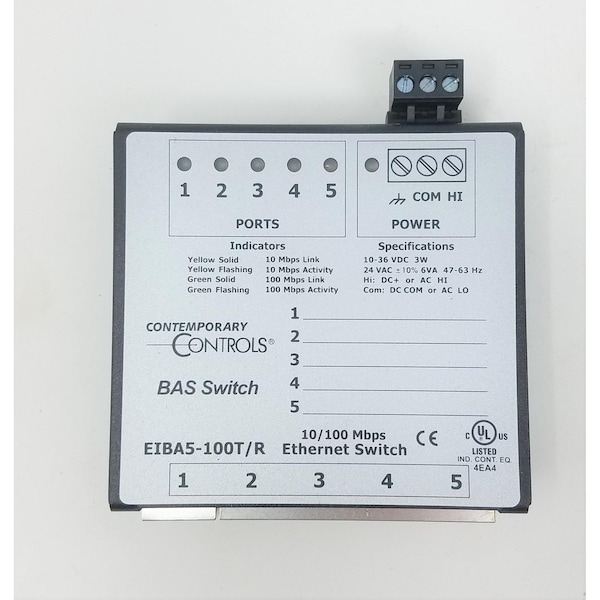 1 2 3 4 5
PORTS
COM HI
POWER
Indicators
Yellow Solid 10 Mbps Link
Yellow Flashing 10 Mbps Activity
Green Solid 100 Mbps Link
Green Flashing 100 Mbps Activity
Specifications
10-36 VDC 3W
24 VAC ±10% 6VA 47-63 Hz
Hi: DC+ or AC HI
Com: DC COM or AC LO
CONTEMPORARY
CONTROLS®
BAS Switch
1
2
3
4
5
EIBA5-100T/R
10/100 Mbps
Ethernet Switch
CE
C UL US
LISTED
IND. CONT. EQ.
4EA4
1 2 3 4 5